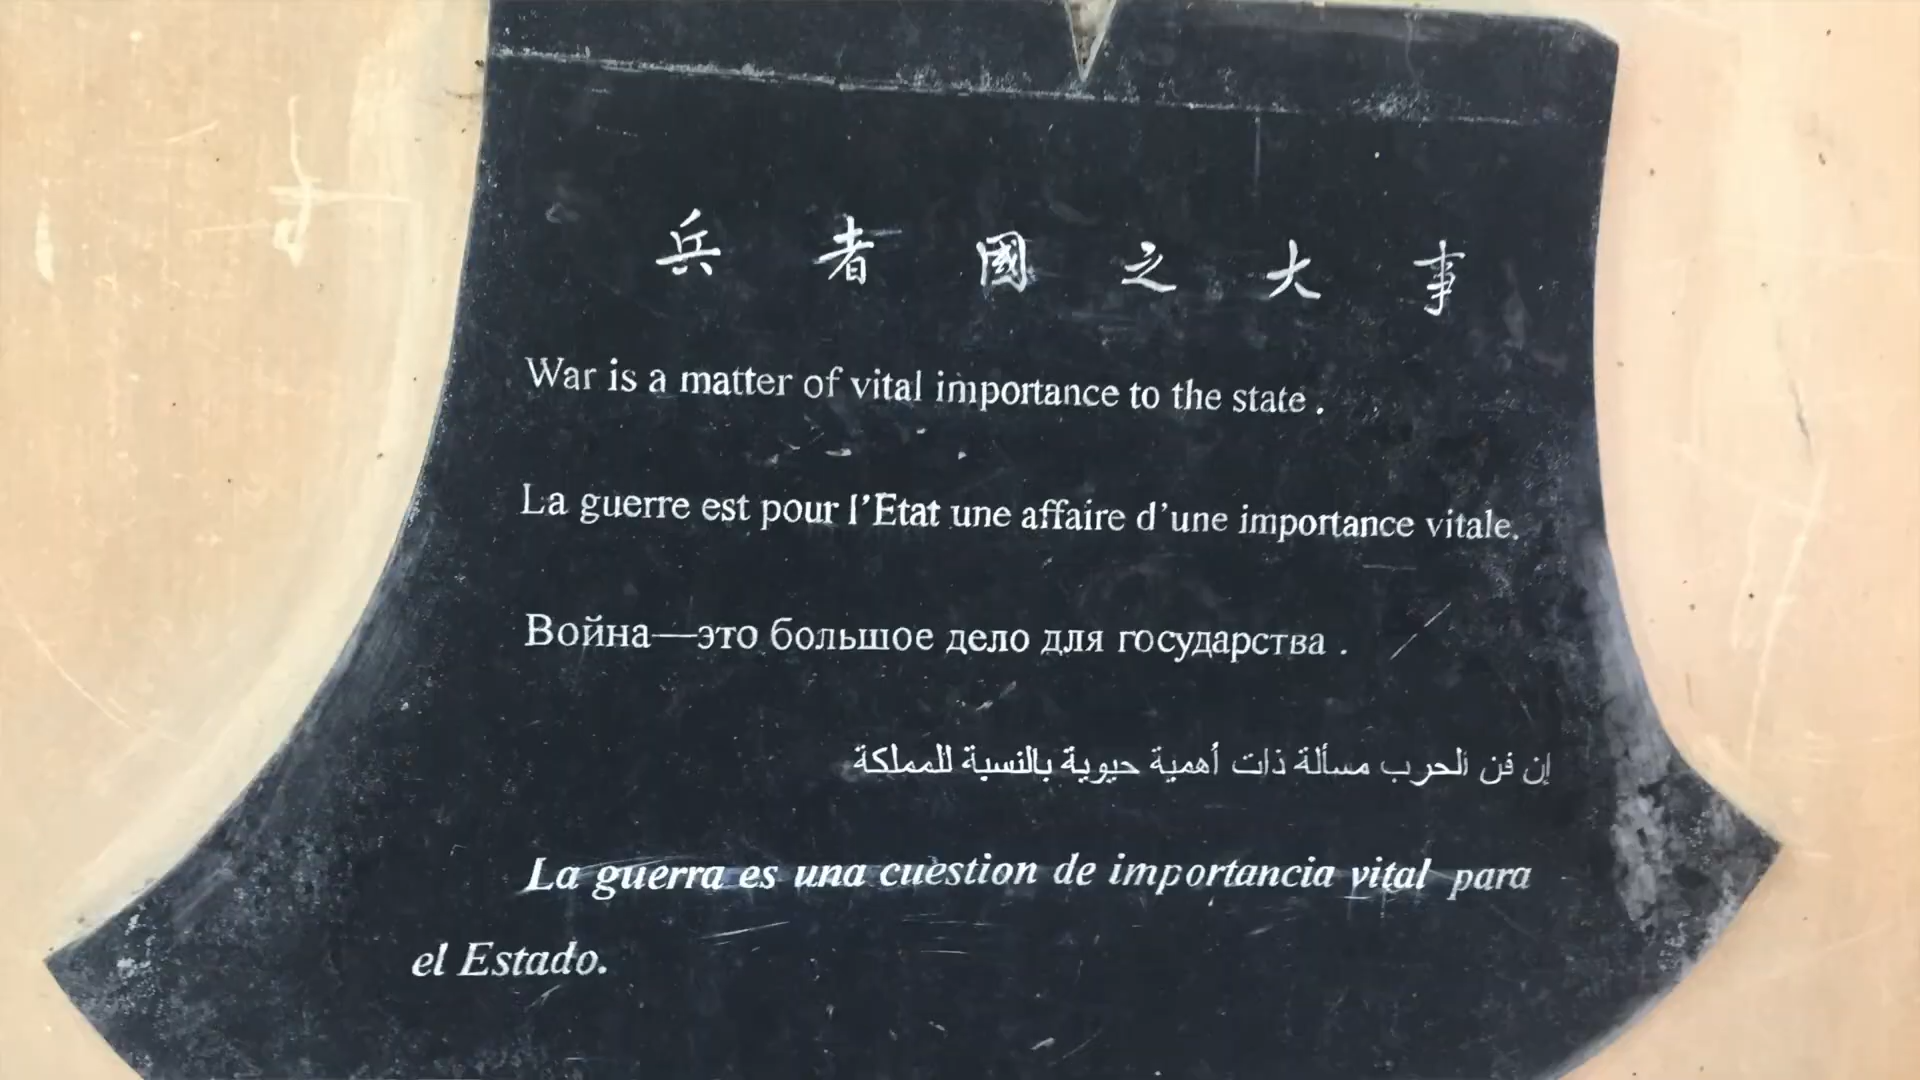 兵者國之大事
War is a matter of vital importance to the state .
La guerre est pour l’Etat une affaire d’une importance vitale.
Война—это большое дело для государства .
إن فن الحرب مسألة ذات أهمية حيوية بالنسبة للمملكة
La guerra es una cuestion de importancia vital para
el Estado.